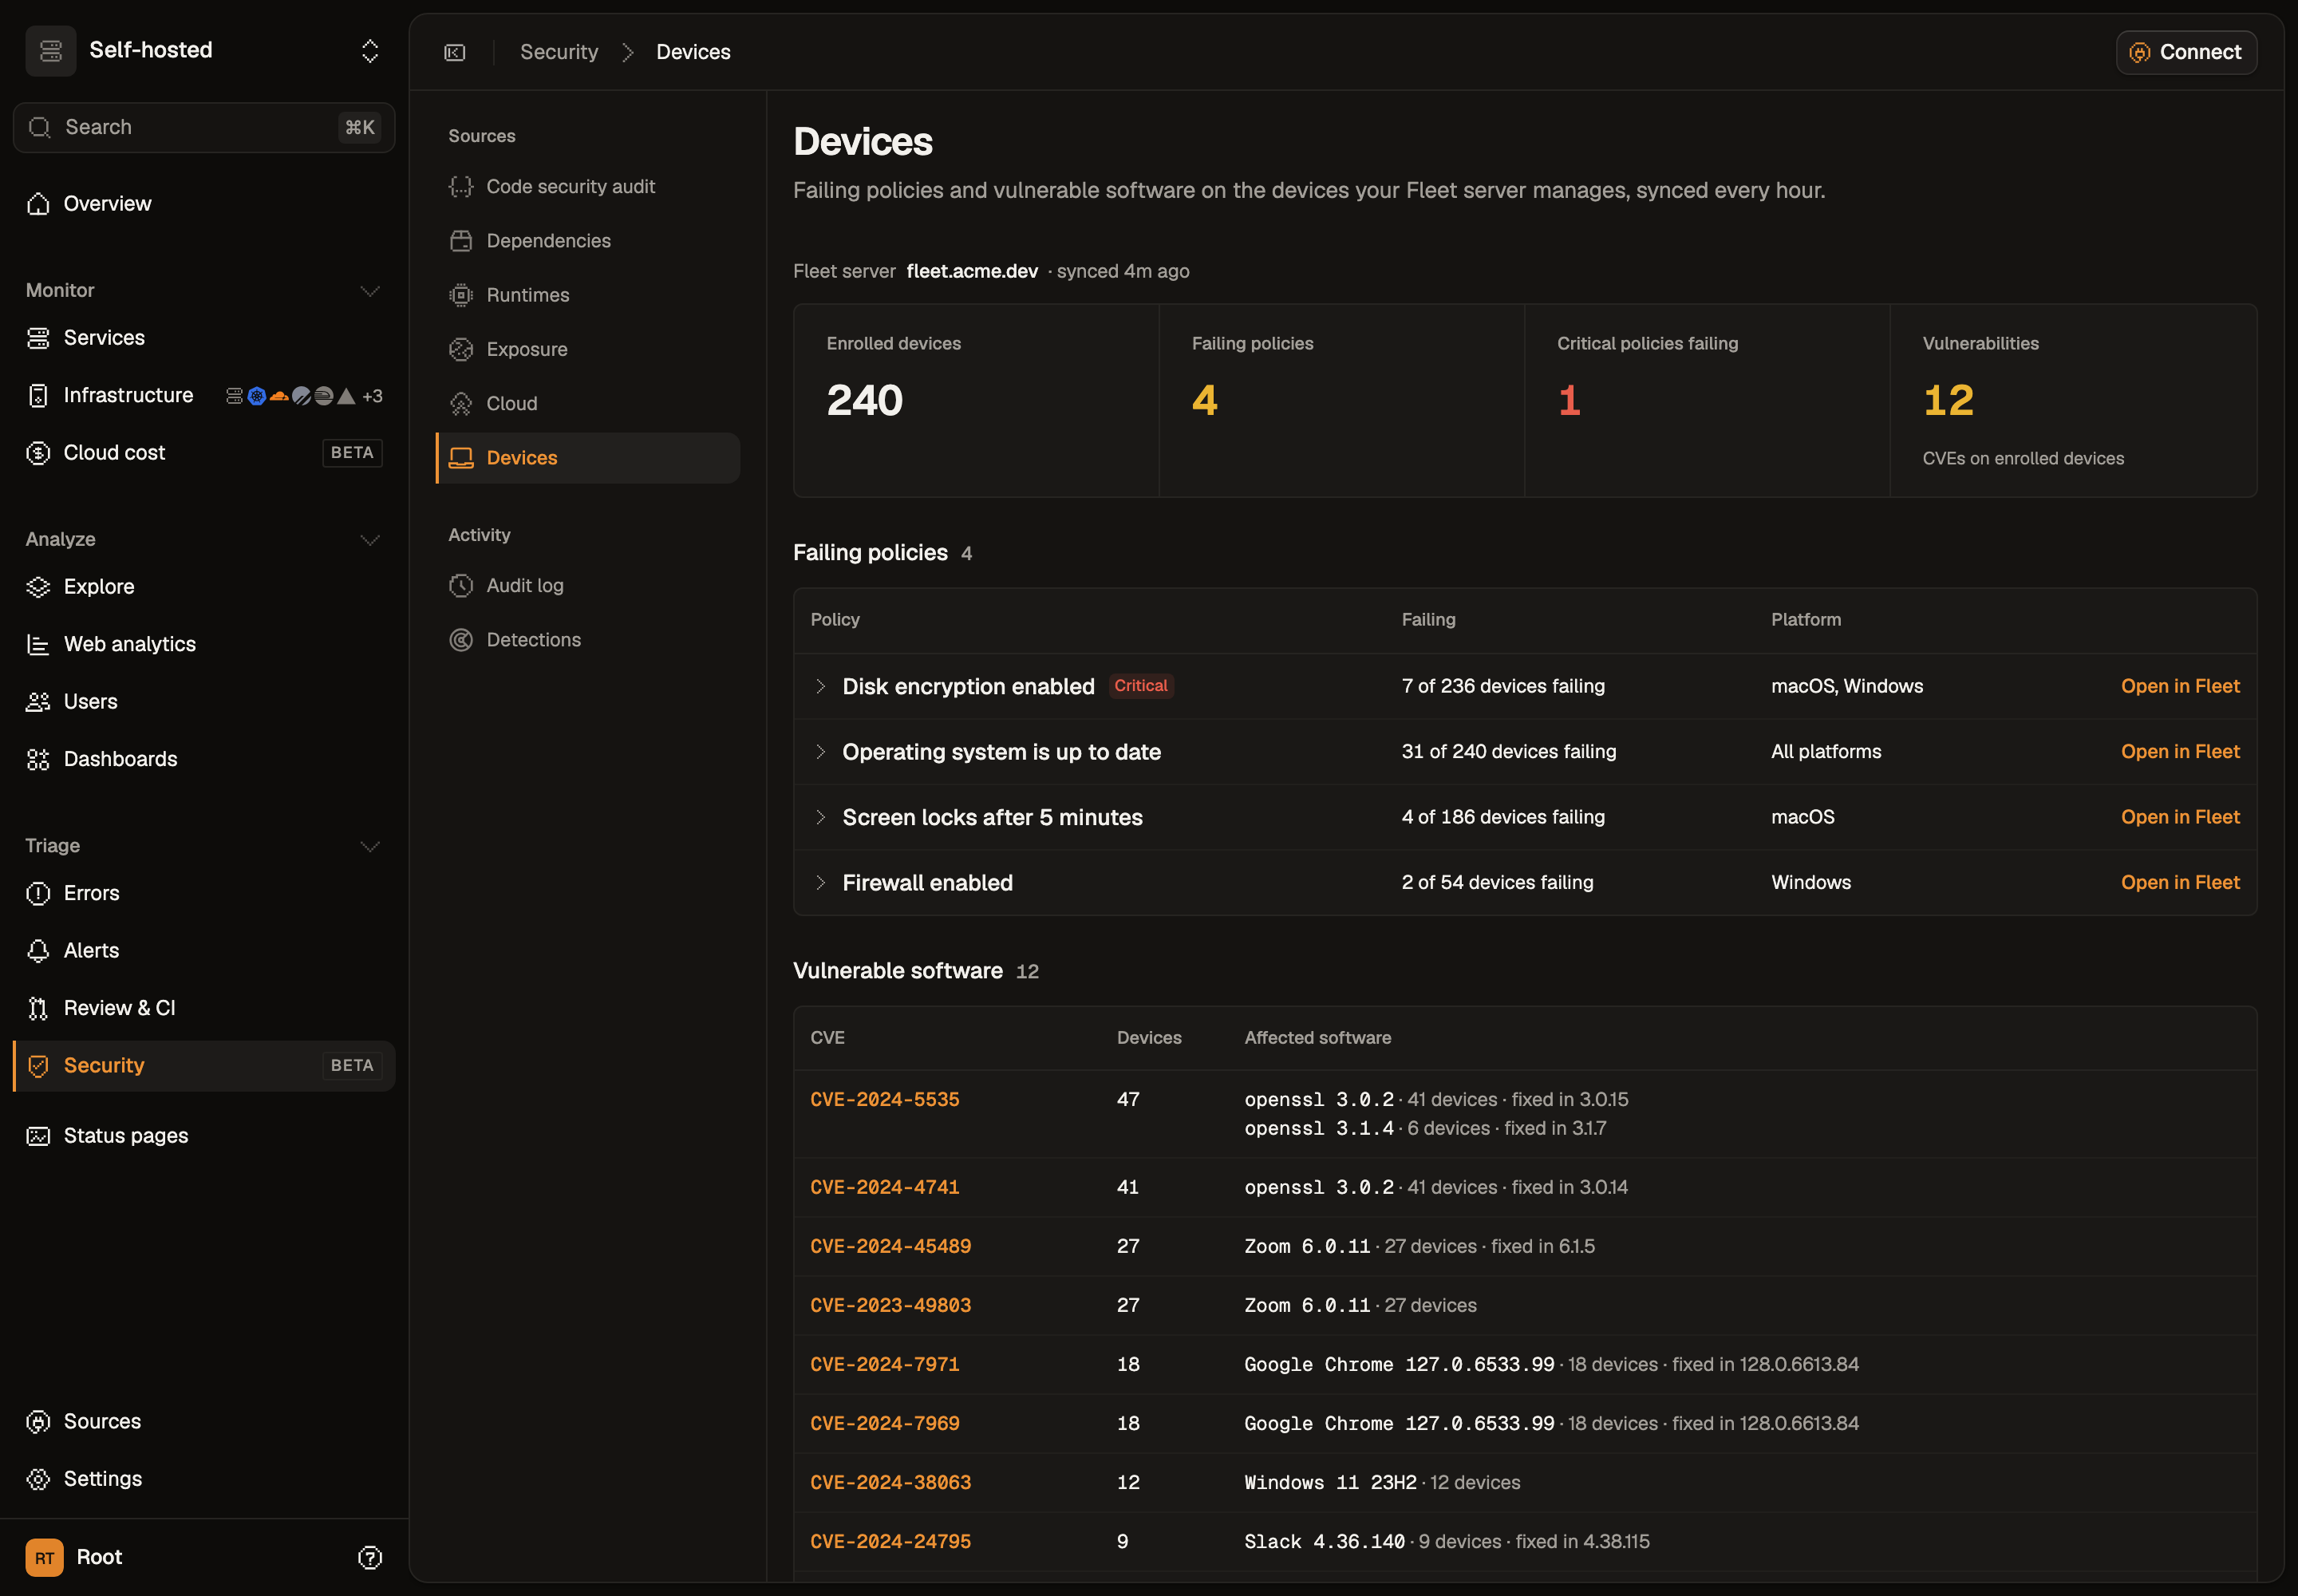 Self-hosted
Search ⌘K
Overview
Monitor
Services
Infrastructure +3
Cloud cost BETA
Analyze
Explore
Web analytics
Users
Dashboards
Triage
Errors
Alerts
Review & CI
Security BETA
Status pages
Sources
Settings
RT Root
Security Devices
Connect
Sources
Code security audit
Dependencies
Runtimes
Exposure
Cloud
Devices
Activity
Audit log
Detections
Devices
Failing policies and vulnerable software on the devices your Fleet server manages, synced every hour.
Fleet server fleet.acme.dev · synced 4m ago
Enrolled devices
240
Failing policies
4
Critical policies failing
1
Vulnerabilities
12
CVEs on enrolled devices
Failing policies 4
Policy Failing Platform
Disk encryption enabled Critical 7 of 236 devices failing macOS, Windows Open in Fleet
Operating system is up to date 31 of 240 devices failing All platforms Open in Fleet
Screen locks after 5 minutes 4 of 186 devices failing macOS Open in Fleet
Firewall enabled 2 of 54 devices failing Windows Open in Fleet
Vulnerable software 12
CVE Devices Affected software
CVE-2024-5535 47 openssl 3.0.2 · 41 devices · fixed in 3.0.15
openssl 3.1.4 · 6 devices · fixed in 3.1.7
CVE-2024-4741 41 openssl 3.0.2 · 41 devices · fixed in 3.0.14
CVE-2024-45489 27 Zoom 6.0.11 · 27 devices · fixed in 6.1.5
CVE-2023-49803 27 Zoom 6.0.11 · 27 devices
CVE-2024-7971 18 Google Chrome 127.0.6533.99 · 18 devices · fixed in 128.0.6613.84
CVE-2024-7969 18 Google Chrome 127.0.6533.99 · 18 devices · fixed in 128.0.6613.84
CVE-2024-38063 12 Windows 11 23H2 · 12 devices
CVE-2024-24795 9 Slack 4.36.140 · 9 devices · fixed in 4.38.115